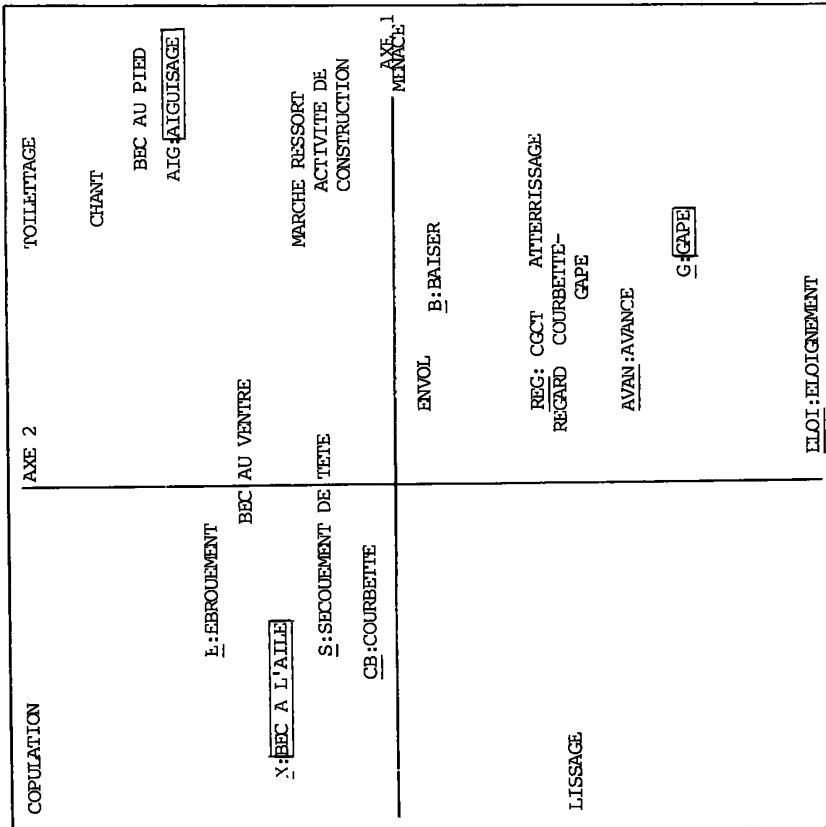 COPULATION AXE 2 TOILETTAGE
CHANT
BEC AU PIED
AIG:AIGUISAGE
E:EBROUEMENT
BEC AU VENTRE
X:BEC A L'AILE
MARCHE RESSORT
S:SECOUEMENT DE TETE ACTIVITE DE
CONSTRUCTION
CB:COURBETTE
AXE 1
MENACE
ENVOL
B:BAISER
REG: CGCT ATTERRISSAGE
REGARD COURBETTE-
LISSAGE GAPE
AVAN:AVANCE
G:GAPE
ELOI:ELOIGNEMENT